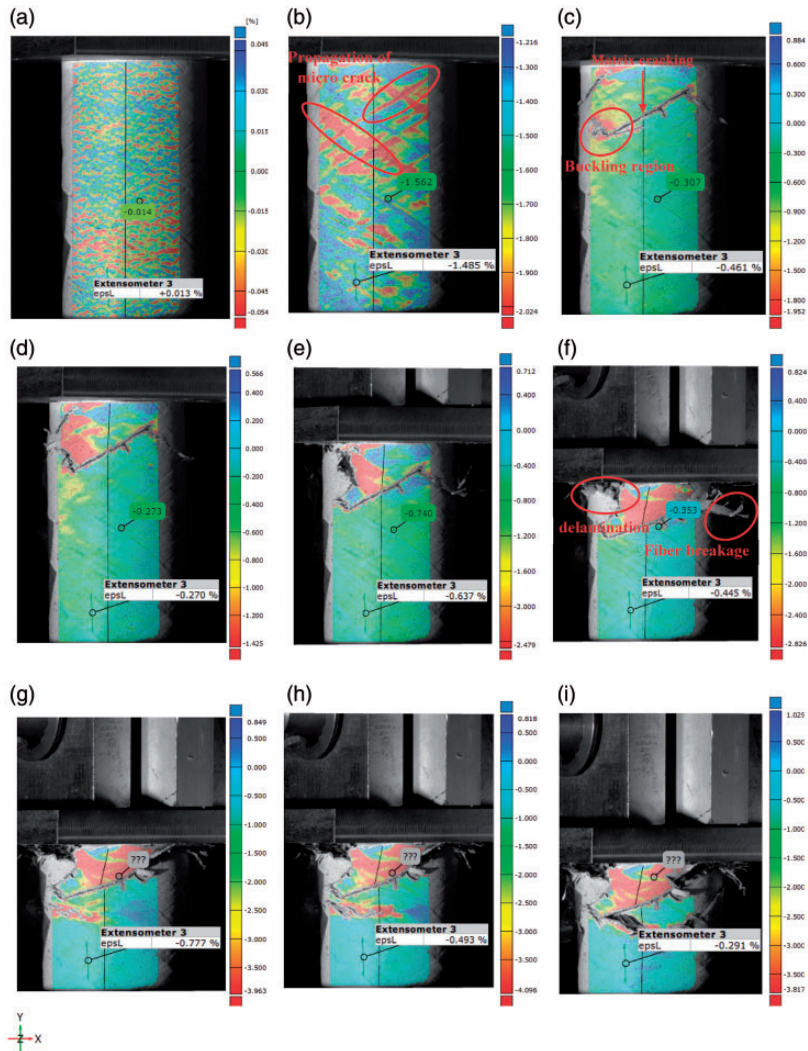 (a)
[%]
0.045
0.030
0.015
0.000
-0.015
-0.030
-0.045
-0.054
-0.014
Extensometer 3
epsL +0.013 %
(b)
-1.216
-1.300
-1.400
-1.500
-1.600
-1.700
-1.800
-1.900
-2.024
Propagation of
micro crack
-1.562
Extensometer 3
epsL -1.485 %
(c)
0.884
0.600
0.300
0.000
-0.300
-0.600
-0.900
-1.200
-1.500
-1.800
-1.952
Matrix cracking
Buckling region
-0.307
Extensometer 3
epsL -0.461 %
(d)
0.566
0.400
0.200
0.000
-0.200
-0.400
-0.600
-0.800
-1.000
-1.200
-1.425
-0.273
Extensometer 3
epsL -0.270 %
(e)
0.712
0.400
0.000
-0.400
-0.800
-1.200
-1.600
-2.000
-2.479
-0.740
Extensometer 3
epsL -0.637 %
(f)
0.824
0.400
0.000
-0.400
-0.800
-1.200
-1.600
-2.000
-2.400
-2.826
-0.353
delamination
Fiber breakage
Extensometer 3
epsL -0.445 %
(g)
0.849
0.500
0.000
-0.500
-1.000
-1.500
-2.000
-2.500
-3.000
-3.500
-3.963
???
Extensometer 3
epsL -0.777 %
(h)
0.818
0.500
0.000
-0.500
-1.000
-1.500
-2.000
-2.500
-3.000
-3.500
-4.096
???
Extensometer 3
epsL -0.493 %
(i)
1.025
0.500
0.000
-0.500
-1.000
-1.500
-2.000
-2.500
-3.000
-3.500
-3.817
???
Extensometer 3
epsL -0.291 %
Y
Z X